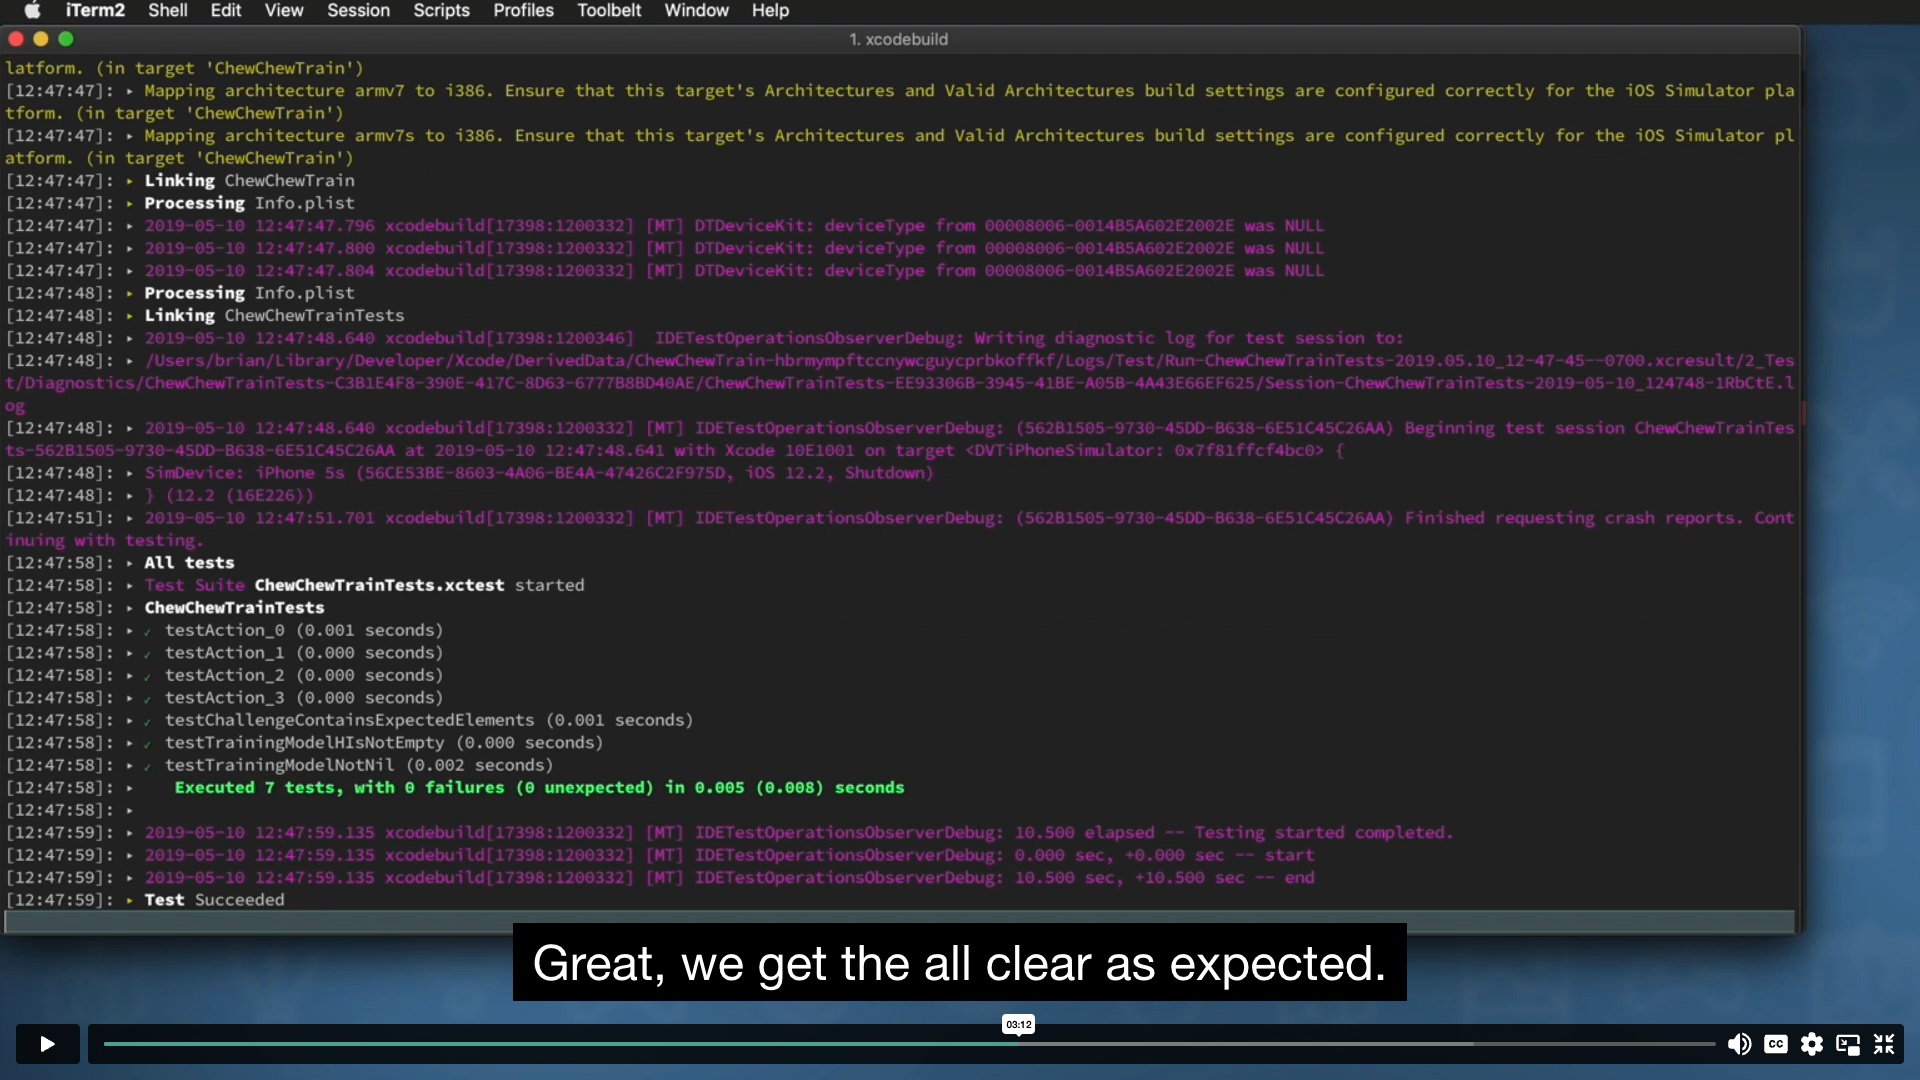 iTerm2 Shell Edit View Session Scripts Profiles Toolbelt Window Help
1. xcodebuild
latform. (in target 'ChewChewTrain')
[12:47:47]: ▸ Mapping architecture armv7 to i386. Ensure that this target's Architectures and Valid Architectures build settings are configured correctly for the iOS Simulator pla
tform. (in target 'ChewChewTrain')
[12:47:47]: ▸ Mapping architecture armv7s to i386. Ensure that this target's Architectures and Valid Architectures build settings are configured correctly for the iOS Simulator pl
atform. (in target 'ChewChewTrain')
[12:47:47]: ▸ Linking ChewChewTrain
[12:47:47]: ▸ Processing Info.plist
[12:47:47]: ▸ 2019-05-10 12:47:47.796 xcodebuild[17398:1200332] [MT] DTDeviceKit: deviceType from 00008006-0014B5A602E2002E was NULL
[12:47:47]: ▸ 2019-05-10 12:47:47.800 xcodebuild[17398:1200332] [MT] DTDeviceKit: deviceType from 00008006-0014B5A602E2002E was NULL
[12:47:47]: ▸ 2019-05-10 12:47:47.804 xcodebuild[17398:1200332] [MT] DTDeviceKit: deviceType from 00008006-0014B5A602E2002E was NULL
[12:47:48]: ▸ Processing Info.plist
[12:47:48]: ▸ Linking ChewChewTrainTests
[12:47:48]: ▸ 2019-05-10 12:47:48.640 xcodebuild[17398:1200346]  IDETestOperationsObserverDebug: Writing diagnostic log for test session to:
[12:47:48]: ▸ /Users/brian/Library/Developer/Xcode/DerivedData/ChewChewTrain-hbrmympftccnywcguycprbkoffkf/Logs/Test/Run-ChewChewTrainTests-2019.05.10_12-47-45--0700.xcresult/2_Tes
t/Diagnostics/ChewChewTrainTests-C3B1E4F8-390E-417C-8D63-6777B8BD40AE/ChewChewTrainTests-EE93306B-3945-41BE-A05B-4A43E66EF625/Session-ChewChewTrainTests-2019-05-10_124748-1RbCtE.l
og
[12:47:48]: ▸ 2019-05-10 12:47:48.640 xcodebuild[17398:1200332] [MT] IDETestOperationsObserverDebug: (562B1505-9730-45DD-B638-6E51C45C26AA) Beginning test session ChewChewTrainTes
ts-562B1505-9730-45DD-B638-6E51C45C26AA at 2019-05-10 12:47:48.641 with Xcode 10E1001 on target <DVTiPhoneSimulator: 0x7f81ffcf4bc0> {
[12:47:48]: ▸ SimDevice: iPhone 5s (56CE53BE-8603-4A06-BE4A-47426C2F975D, iOS 12.2, Shutdown)
[12:47:48]: ▸ } (12.2 (16E226))
[12:47:51]: ▸ 2019-05-10 12:47:51.701 xcodebuild[17398:1200332] [MT] IDETestOperationsObserverDebug: (562B1505-9730-45DD-B638-6E51C45C26AA) Finished requesting crash reports. Cont
inuing with testing.
[12:47:58]: ▸ All tests
[12:47:58]: ▸ Test Suite ChewChewTrainTests.xctest started
[12:47:58]: ▸ ChewChewTrainTests
[12:47:58]: ▸ ✓ testAction_0 (0.001 seconds)
[12:47:58]: ▸ ✓ testAction_1 (0.000 seconds)
[12:47:58]: ▸ ✓ testAction_2 (0.000 seconds)
[12:47:58]: ▸ ✓ testAction_3 (0.000 seconds)
[12:47:58]: ▸ ✓ testChallengeContainsExpectedElements (0.001 seconds)
[12:47:58]: ▸ ✓ testTrainingModelHIsNotEmpty (0.000 seconds)
[12:47:58]: ▸ ✓ testTrainingModelNotNil (0.002 seconds)
[12:47:58]: ▸ Executed 7 tests, with 0 failures (0 unexpected) in 0.005 (0.008) seconds
[12:47:58]: ▸
[12:47:59]: ▸ 2019-05-10 12:47:59.135 xcodebuild[17398:1200332] [MT] IDETestOperationsObserverDebug: 10.500 elapsed -- Testing started completed.
[12:47:59]: ▸ 2019-05-10 12:47:59.135 xcodebuild[17398:1200332] [MT] IDETestOperationsObserverDebug: 0.000 sec, +0.000 sec -- start
[12:47:59]: ▸ 2019-05-10 12:47:59.135 xcodebuild[17398:1200332] [MT] IDETestOperationsObserverDebug: 10.500 sec, +10.500 sec -- end
[12:47:59]: ▸ Test Succeeded
Great, we get the all clear as expected.
03:12
CC